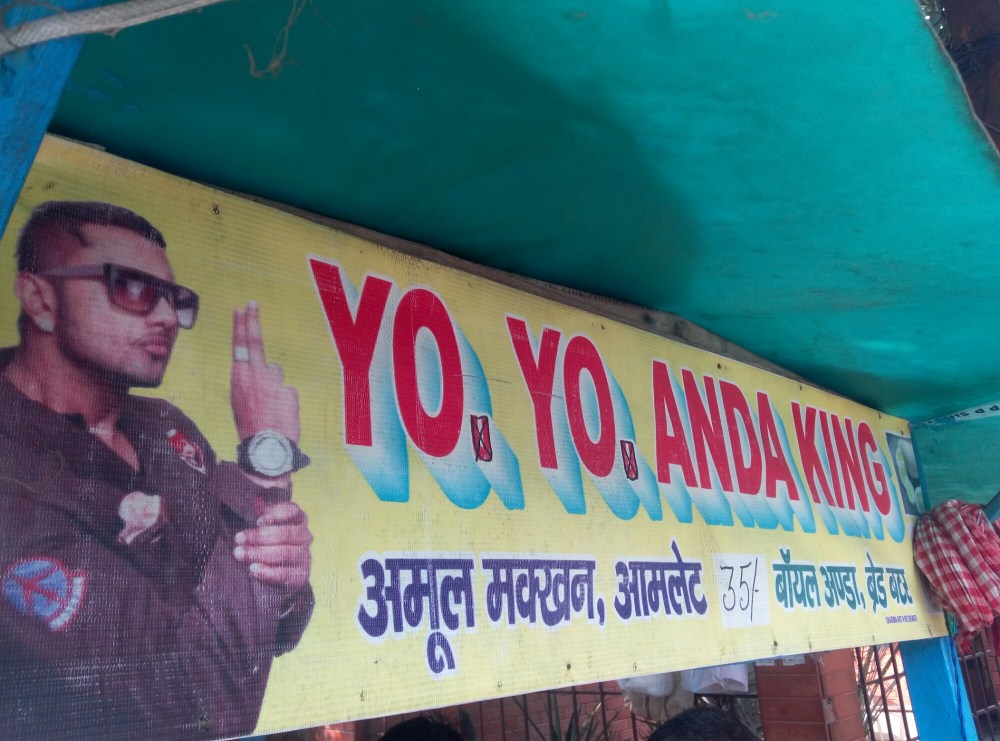 YO. YO. ANDA KING
अमूल मक्खन, आमलेट 35/- बॉयल अण्डा, ब्रेड बटर